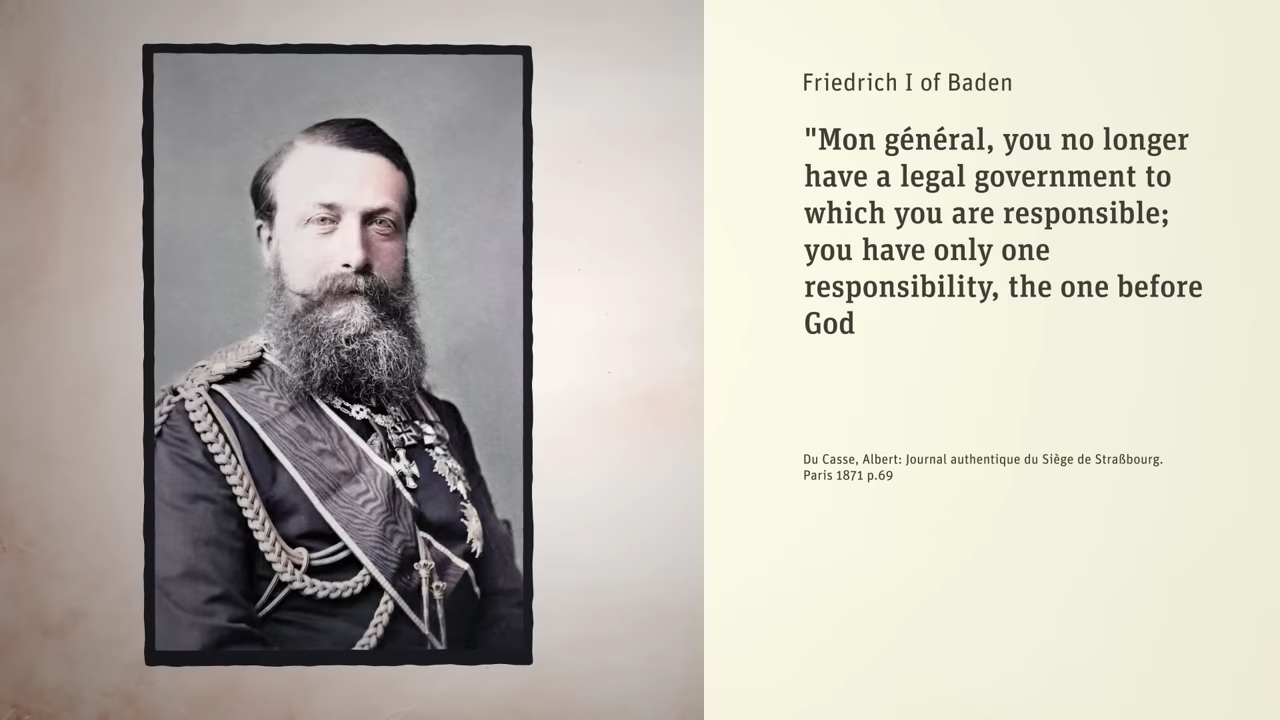 Friedrich I of Baden
"Mon général, you no longer
have a legal government to
which you are responsible;
you have only one
responsibility, the one before
God
Du Casse, Albert: Journal authentique du Siège de Straßbourg.
Paris 1871 p.69